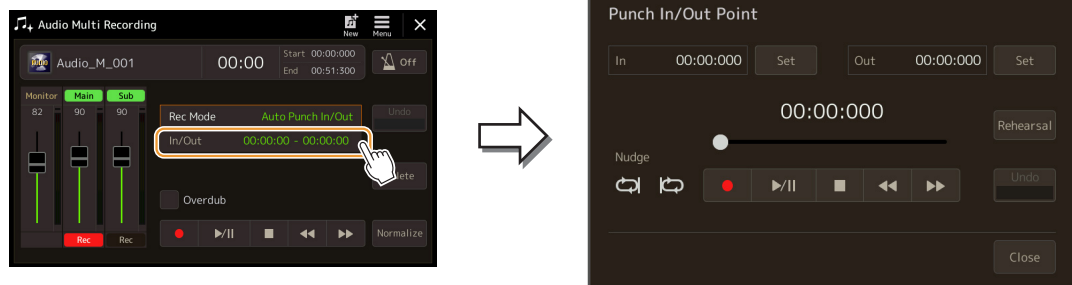 Audio Multi Recording
New
Menu
Audio_M_001
00:00
Start 00:00:000
End 00:51:300
Off
Monitor Main Sub
82 90 90
Rec Mode Auto Punch In/Out
Undo
In/Out 00:00:00 - 00:00:00
Overdub
Rec Rec
Normalize
Punch In/Out Point
In 00:00:000 Set
Out 00:00:000 Set
00:00:000
Rehearsal
Nudge
Undo
Close